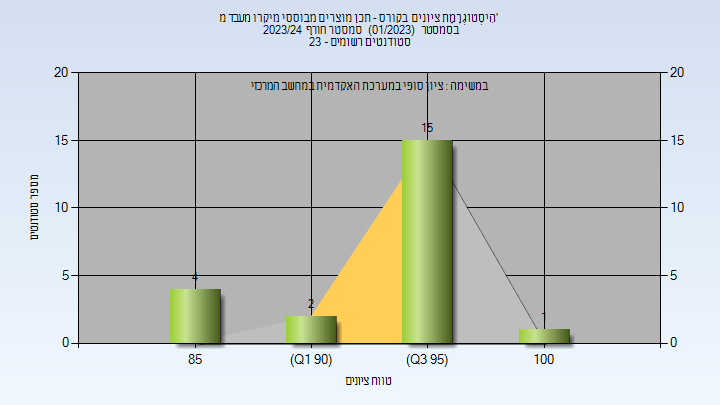 היסטוגרמת ציונים בקורס - תכן מוצרים מבוססי מיקרו מעבד מ'
בסמסטר (01/2023) סמסטר חורף 2023/24
סטודנטים רשומים - 23
במשימה : ציון סופי במערכת האקדמית במחשב המרכזי
20 20
15
15 15
10 10
5 5
4
2
1
0 0
85 (Q1 90) (Q3 95) 100
מספר סטודנטים
טווח ציונים